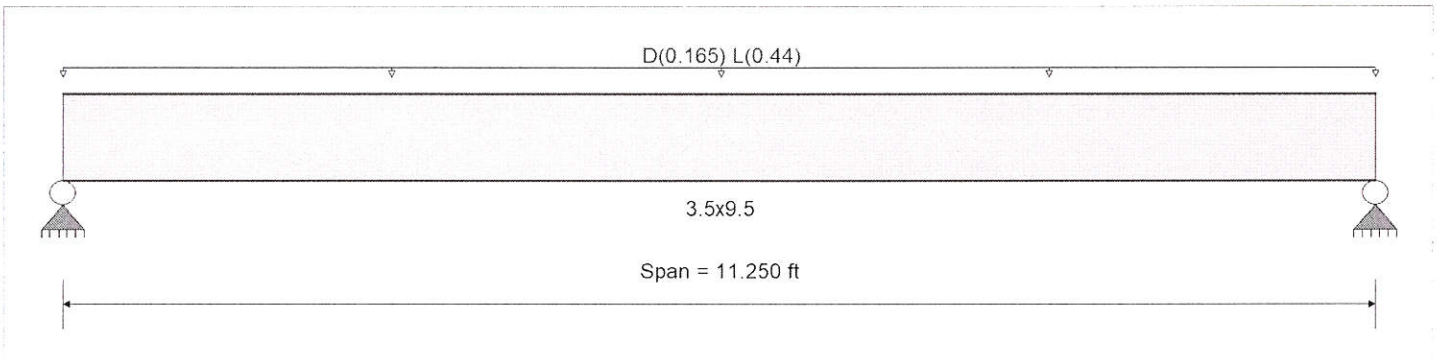 D(0.165) L(0.44)
3.5x9.5
Span = 11.250 ft